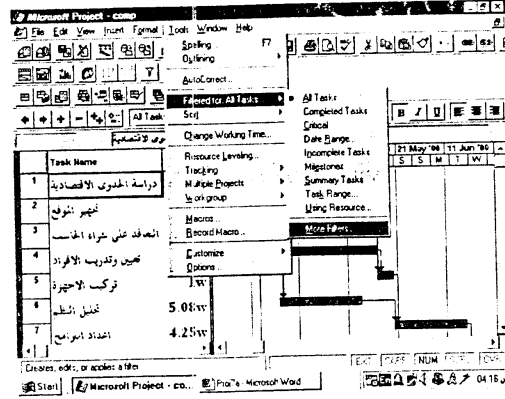 Microsoft Project - comp
File Edit View Insert Format Tools Window Help
Spelling... F7
Outlining
AutoCorrect...
Filtered for: All Tasks
Sort
Change Working Time...
Resource Leveling...
Tracking
Multiple Projects
Workgroup
Macros...
Record Macro...
Customize
Options...
All Tasks
Completed Tasks
Critical
Date Range...
Incomplete Tasks
Milestones
Summary Tasks
Task Range...
Using Resource...
More Filters...
All Task
B I U
21 May '00 11 Jun '00
S S M T W
Task Name
1 دراسة الجدوى الاقتصادية
2 تجهيز الموقع
3 التعاقد على شراء الحاسب
4 تعيين وتدريب الافراد
5 تركيب الاجهزة 1w
6 تحليل النظم 5.08w
7 اعداد البرامج 4.25w
Creates, edits, or applies a filter
EXT CAPS NUM OVR
Start Microsoft Project - co... Microsoft Word 04:16